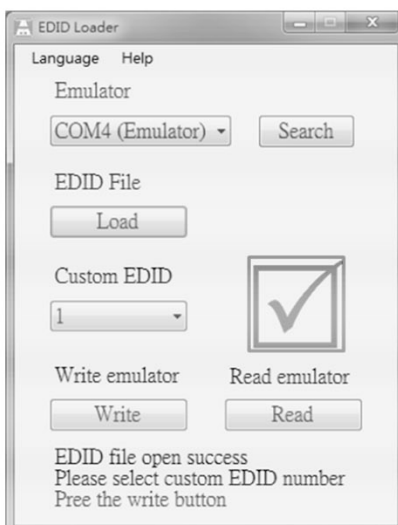 EDID Loader
Language Help
Emulator
COM4 (Emulator) Search
EDID File
Load
Custom EDID
1
Write emulator Read emulator
Write Read
EDID file open success
Please select custom EDID number
Pree the write button